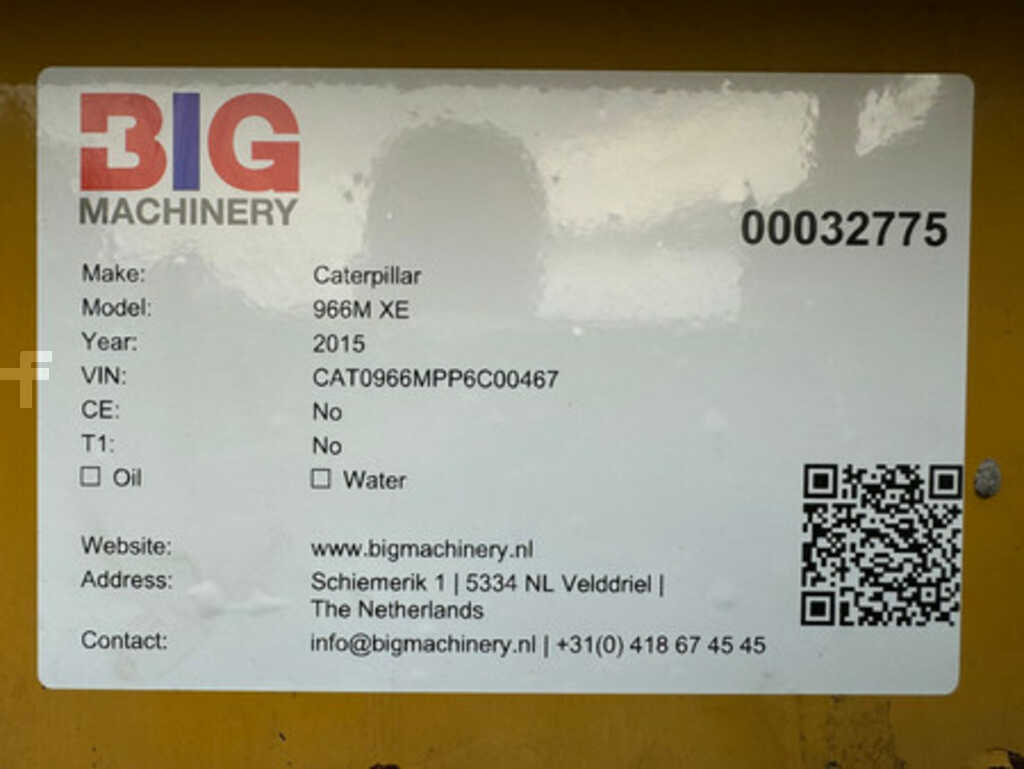 BIG
MACHINERY
00032775
Make: Caterpillar
Model: 966M XE
Year: 2015
VIN: CAT0966MPP6C00467
CE: No
T1: No
☐ Oil ☐ Water
Website: www.bigmachinery.nl
Address: Schiemerik 1 | 5334 NL Velddriel |
The Netherlands
Contact: info@bigmachinery.nl | +31(0) 418 67 45 45